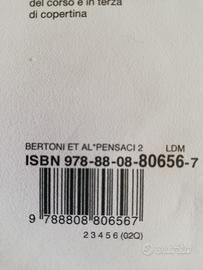 del corso e in terza
di copertina
BERTONI ET AL*PENSACI 2 LDM
ISBN 978-88-08-80656-7
9 788808 806567
2 3 4 5 6 (02Q)
subito